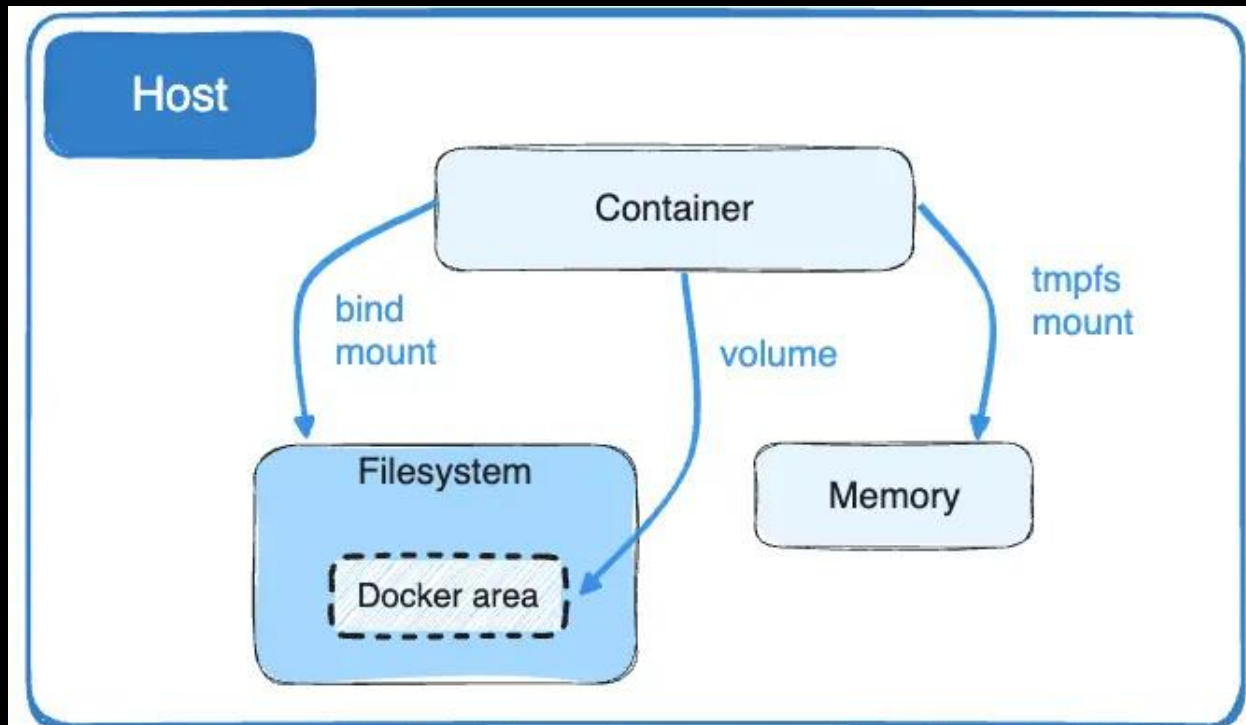 Host
Container
bind
mount
volume
tmpfs
mount
Filesystem
Memory
Docker area